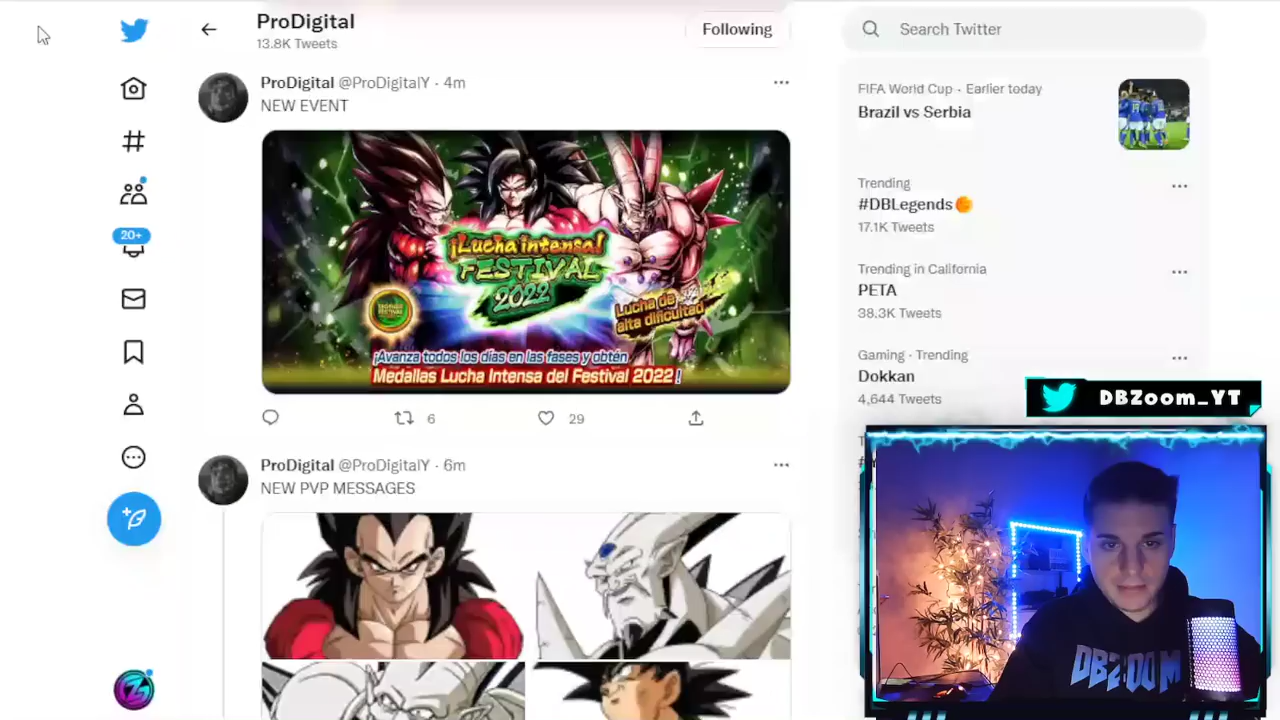 ProDigital
13.8K Tweets
Following
Search Twitter
ProDigital @ProDigitalY · 4m
NEW EVENT
¡Lucha intensa!
FESTIVAL
2022
Lucha de
alta dificultad
¡Avanza todos los días en las fases y obtén
Medallas Lucha Intensa del Festival 2022!
6
29
20+
ProDigital @ProDigitalY · 6m
NEW PVP MESSAGES
FIFA World Cup · Earlier today
Brazil vs Serbia
Trending
#DBLegends
17.1K Tweets
Trending in California
PETA
38.3K Tweets
Gaming · Trending
Dokkan
4,644 Tweets
DBZoom_YT
DBZOOM